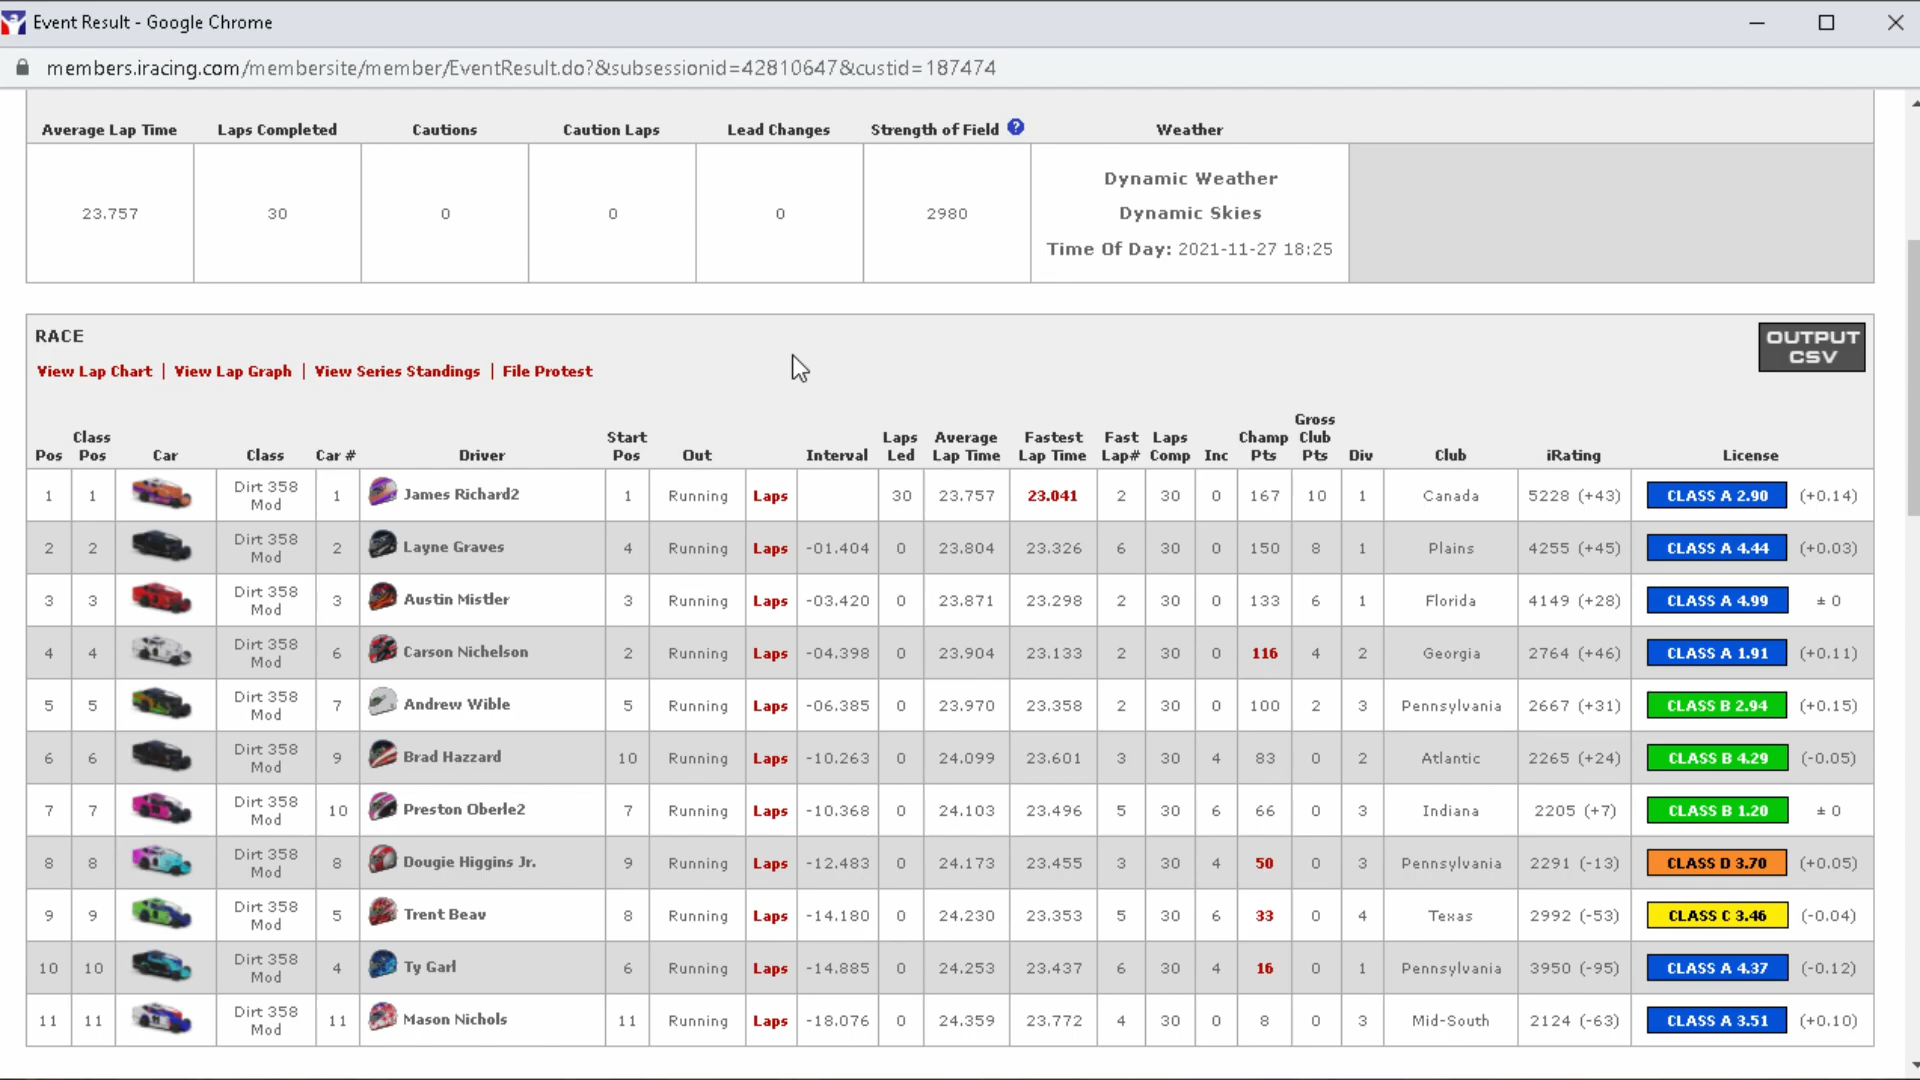 Event Result - Google Chrome
members.iracing.com/membersite/member/EventResult.do?&subsessionid=42810647&custid=187474
Average Lap Time Laps Completed Cautions Caution Laps Lead Changes Strength of Field ? Weather
23.757 30 0 0 0 2980 Dynamic Weather
Dynamic Skies
Time Of Day: 2021-11-27 18:25
RACE
OUTPUT CSV
View Lap Chart | View Lap Graph | View Series Standings | File Protest
Pos Class Pos Car Class Car # Driver Start Pos Out Interval Laps Led Average Lap Time Fastest Lap Time Fast Lap# Laps Comp Inc Champ Pts Gross Club Pts Div Club iRating License
1 1 Dirt 358 Mod 1 James Richard2 1 Running Laps 30 23.757 23.041 2 30 0 167 10 1 Canada 5228 (+43) CLASS A 2.90 (+0.14)
2 2 Dirt 358 Mod 2 Layne Graves 4 Running Laps -01.404 0 23.804 23.326 6 30 0 150 8 1 Plains 4255 (+45) CLASS A 4.44 (+0.03)
3 3 Dirt 358 Mod 3 Austin Mistler 3 Running Laps -03.420 0 23.871 23.298 2 30 0 133 6 1 Florida 4149 (+28) CLASS A 4.99 ± 0
4 4 Dirt 358 Mod 6 Carson Nichelson 2 Running Laps -04.398 0 23.904 23.133 2 30 0 116 4 2 Georgia 2764 (+46) CLASS A 1.91 (+0.11)
5 5 Dirt 358 Mod 7 Andrew Wible 5 Running Laps -06.385 0 23.970 23.358 2 30 0 100 2 3 Pennsylvania 2667 (+31) CLASS B 2.94 (+0.15)
6 6 Dirt 358 Mod 9 Brad Hazzard 10 Running Laps -10.263 0 24.099 23.601 3 30 4 83 0 2 Atlantic 2265 (+24) CLASS B 4.29 (-0.05)
7 7 Dirt 358 Mod 10 Preston Oberle2 7 Running Laps -10.368 0 24.103 23.496 5 30 6 66 0 3 Indiana 2205 (+7) CLASS B 1.20 ± 0
8 8 Dirt 358 Mod 8 Dougie Higgins Jr. 9 Running Laps -12.483 0 24.173 23.455 3 30 4 50 0 3 Pennsylvania 2291 (-13) CLASS D 3.70 (+0.05)
9 9 Dirt 358 Mod 5 Trent Beav 8 Running Laps -14.180 0 24.230 23.353 5 30 6 33 0 4 Texas 2992 (-53) CLASS C 3.46 (-0.04)
10 10 Dirt 358 Mod 4 Ty Garl 6 Running Laps -14.885 0 24.253 23.437 6 30 4 16 0 1 Pennsylvania 3950 (-95) CLASS A 4.37 (-0.12)
11 11 Dirt 358 Mod 11 Mason Nichols 11 Running Laps -18.076 0 24.359 23.772 4 30 0 8 0 3 Mid-South 2124 (-63) CLASS A 3.51 (+0.10)